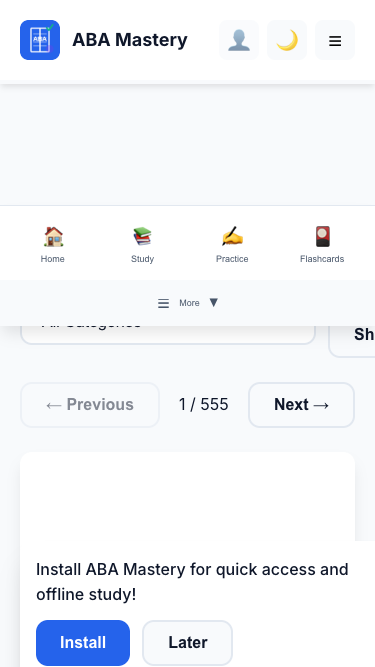 ABA
ABA Mastery
Home
Study
Practice
Flashcards
More ▼
All Categories
Sh
← Previous
1 / 555
Next →
Install ABA Mastery for quick access and
offline study!
Install
Later